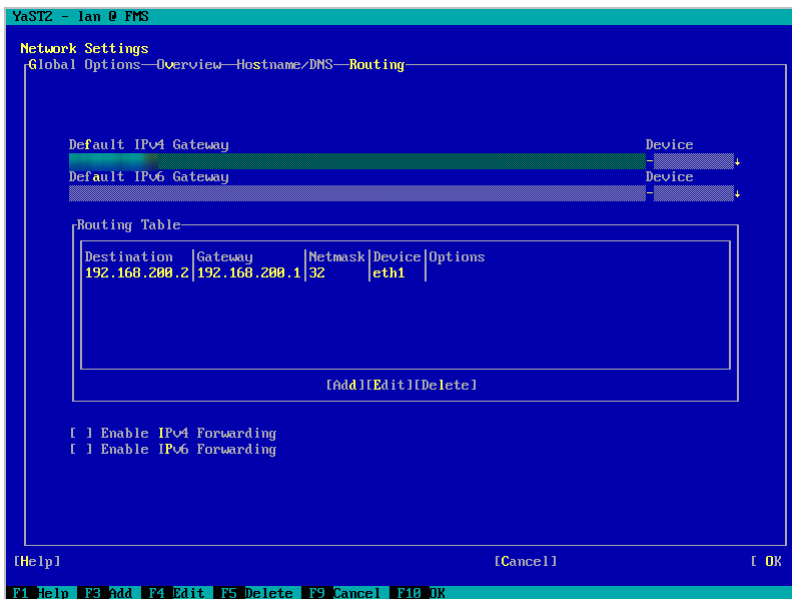 YaST2 - lan @ FMS
Network Settings
Global Options—Overview—Hostname/DNS—Routing
Default IPv4 Gateway Device
Default IPv6 Gateway Device
Routing Table
Destination |Gateway |Netmask|Device|Options
192.168.200.2|192.168.200.1|32 |eth1 |
[Add][Edit][Delete]
[ ] Enable IPv4 Forwarding
[ ] Enable IPv6 Forwarding
[Help] [Cancel] [ OK
F1 Help F3 Add F4 Edit F5 Delete F9 Cancel F10 OK